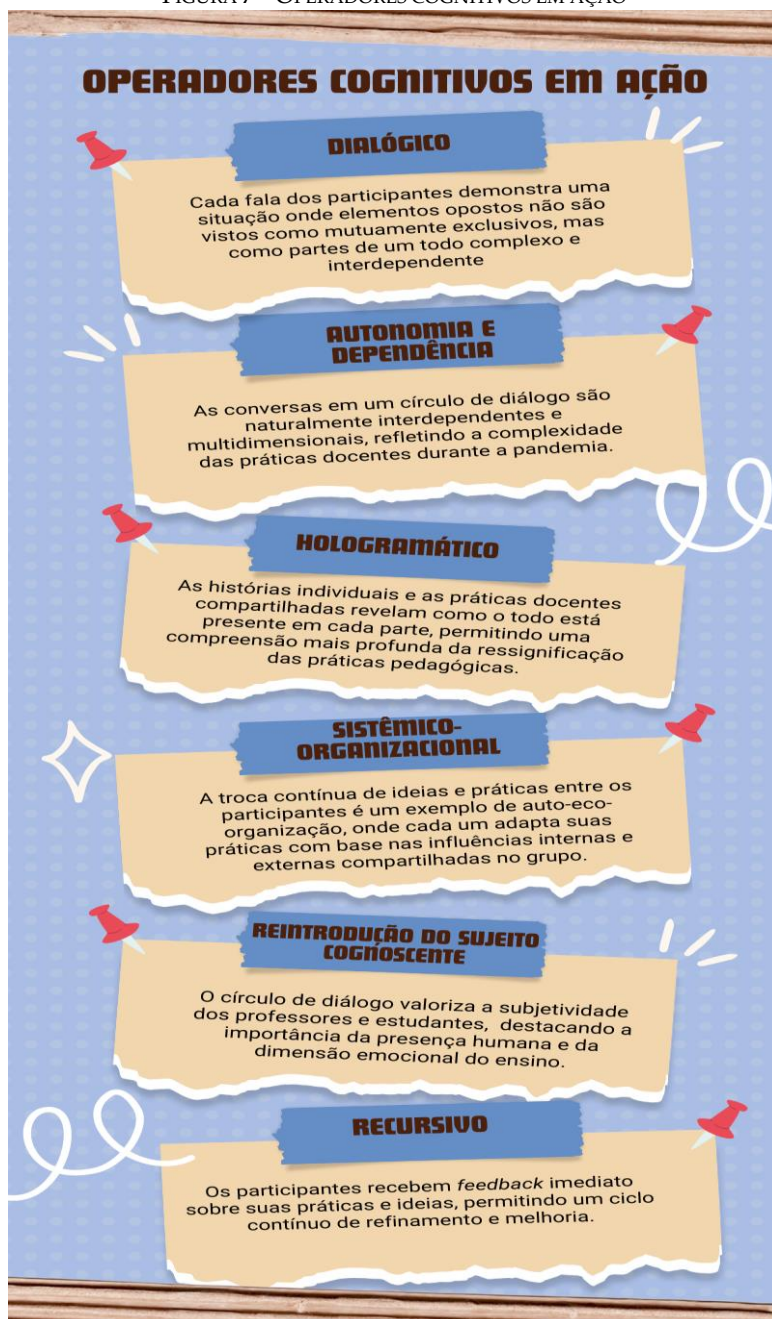 FIGURA 7 – OPERADORES COGNITIVOS EM AÇÃO
OPERADORES COGNITIVOS EM AÇÃO
DIALÓGICO
Cada fala dos participantes demonstra uma
situação onde elementos opostos não são
vistos como mutuamente exclusivos, mas
como partes de um todo complexo e
interdependente
AUTONOMIA E
DEPENDÊNCIA
As conversas em um círculo de diálogo são
naturalmente interdependentes e
multidimensionais, refletindo a complexidade
das práticas docentes durante a pandemia.
HOLOGRAMÁTICO
As histórias individuais e as práticas docentes
compartilhadas revelam como o todo está
presente em cada parte, permitindo uma
compreensão mais profunda da ressignificação
das práticas pedagógicas.
SISTÊMICO-
ORGANIZACIONAL
A troca contínua de ideias e práticas entre os
participantes é um exemplo de auto-eco-
organização, onde cada um adapta suas
práticas com base nas influências internas e
externas compartilhadas no grupo.
REINTRODUÇÃO DO SUJEITO
COGNOSCENTE
O círculo de diálogo valoriza a subjetividade
dos professores e estudantes, destacando a
importância da presença humana e da
dimensão emocional do ensino.
RECURSIVO
Os participantes recebem feedback imediato
sobre suas práticas e ideias, permitindo um ciclo
contínuo de refinamento e melhoria.